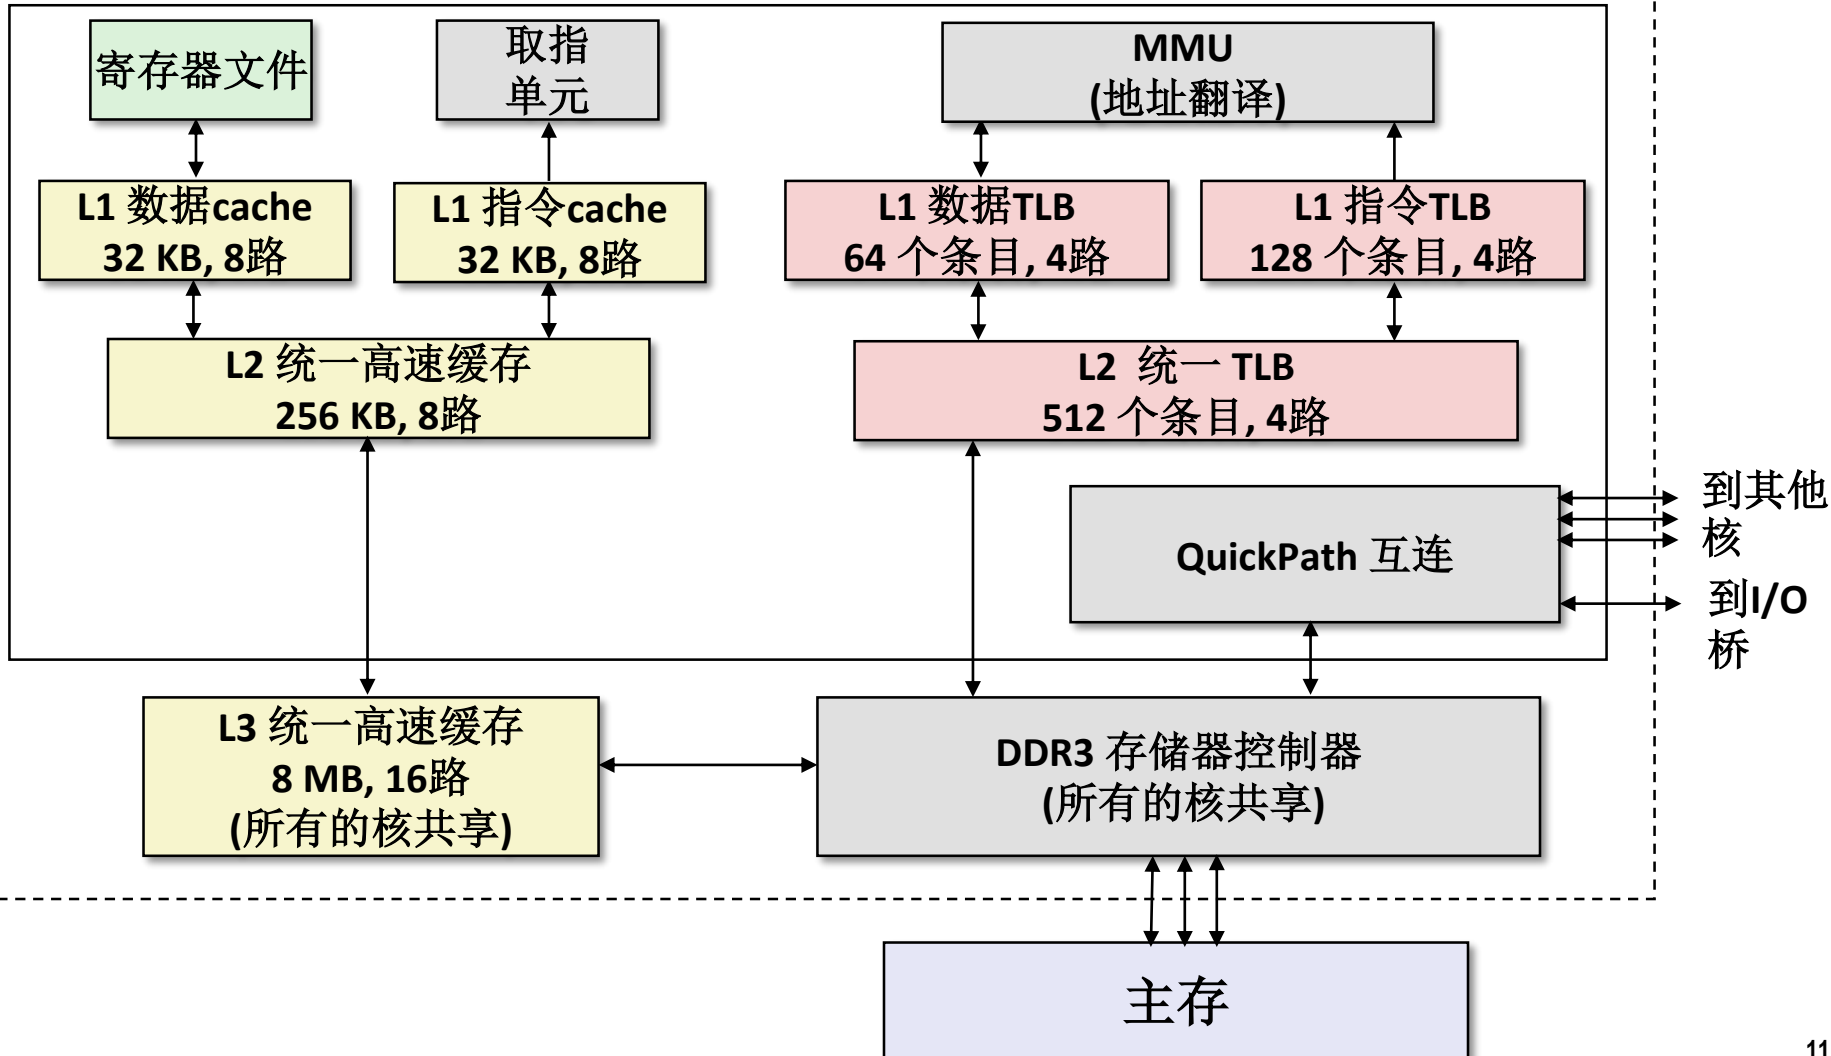 寄存器文件
取指
单元
MMU
(地址翻译)
L1 数据cache
32 KB, 8路
L1 指令cache
32 KB, 8路
L1 数据TLB
64 个条目, 4路
L1 指令TLB
128 个条目, 4路
L2 统一高速缓存
256 KB, 8路
L2 统一 TLB
512 个条目, 4路
QuickPath 互连
到其他
核
到I/O
桥
L3 统一高速缓存
8 MB, 16路
(所有的核共享)
DDR3 存储器控制器
(所有的核共享)
主存
11